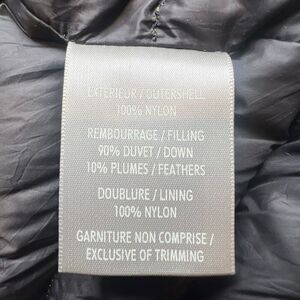 EXTERIEUR / OUTERSHELL
100% NYLON
REMBOURRAGE / FILLING
90% DUVET / DOWN
10% PLUMES / FEATHERS
DOUBLURE / LINING
100% NYLON
GARNITURE NON COMPRISE /
EXCLUSIVE OF TRIMMING